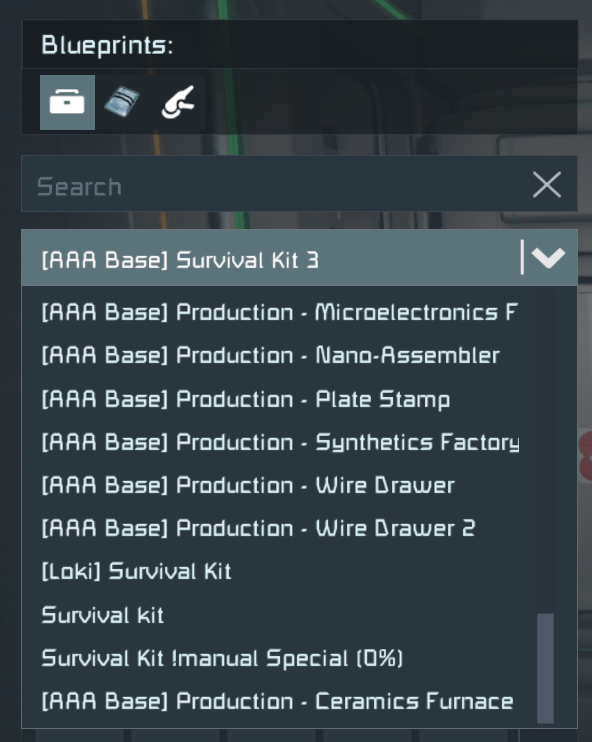 Blueprints:
Search
[AAA Base] Survival Kit 3
[AAA Base] Production - Microelectronics F
[AAA Base] Production - Nano-Assembler
[AAA Base] Production - Plate Stamp
[AAA Base] Production - Synthetics Factory
[AAA Base] Production - Wire Drawer
[AAA Base] Production - Wire Drawer 2
[Loki] Survival Kit
Survival kit
Survival Kit !manual Special (0%)
[AAA Base] Production - Ceramics Furnace